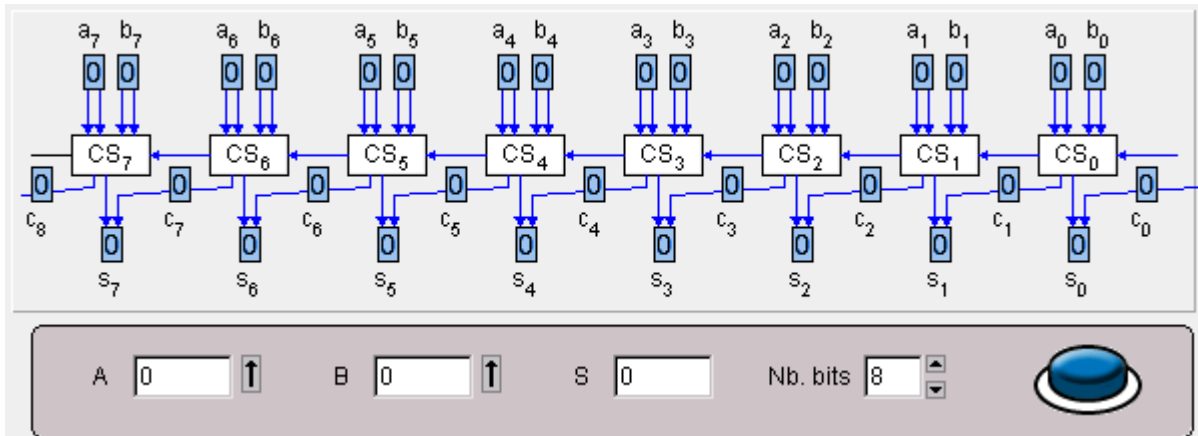 a7 b7 a6 b6 a5 b5 a4 b4 a3 b3 a2 b2 a1 b1 a0 b0
0 0 0 0 0 0 0 0 0 0 0 0 0 0 0 0
CS7 CS6 CS5 CS4 CS3 CS2 CS1 CS0
0 0 0 0 0 0 0 0 0
c8 c7 c6 c5 c4 c3 c2 c1 c0
0 0 0 0 0 0 0 0
s7 s6 s5 s4 s3 s2 s1 s0
A 0 B 0 S 0 Nb. bits 8